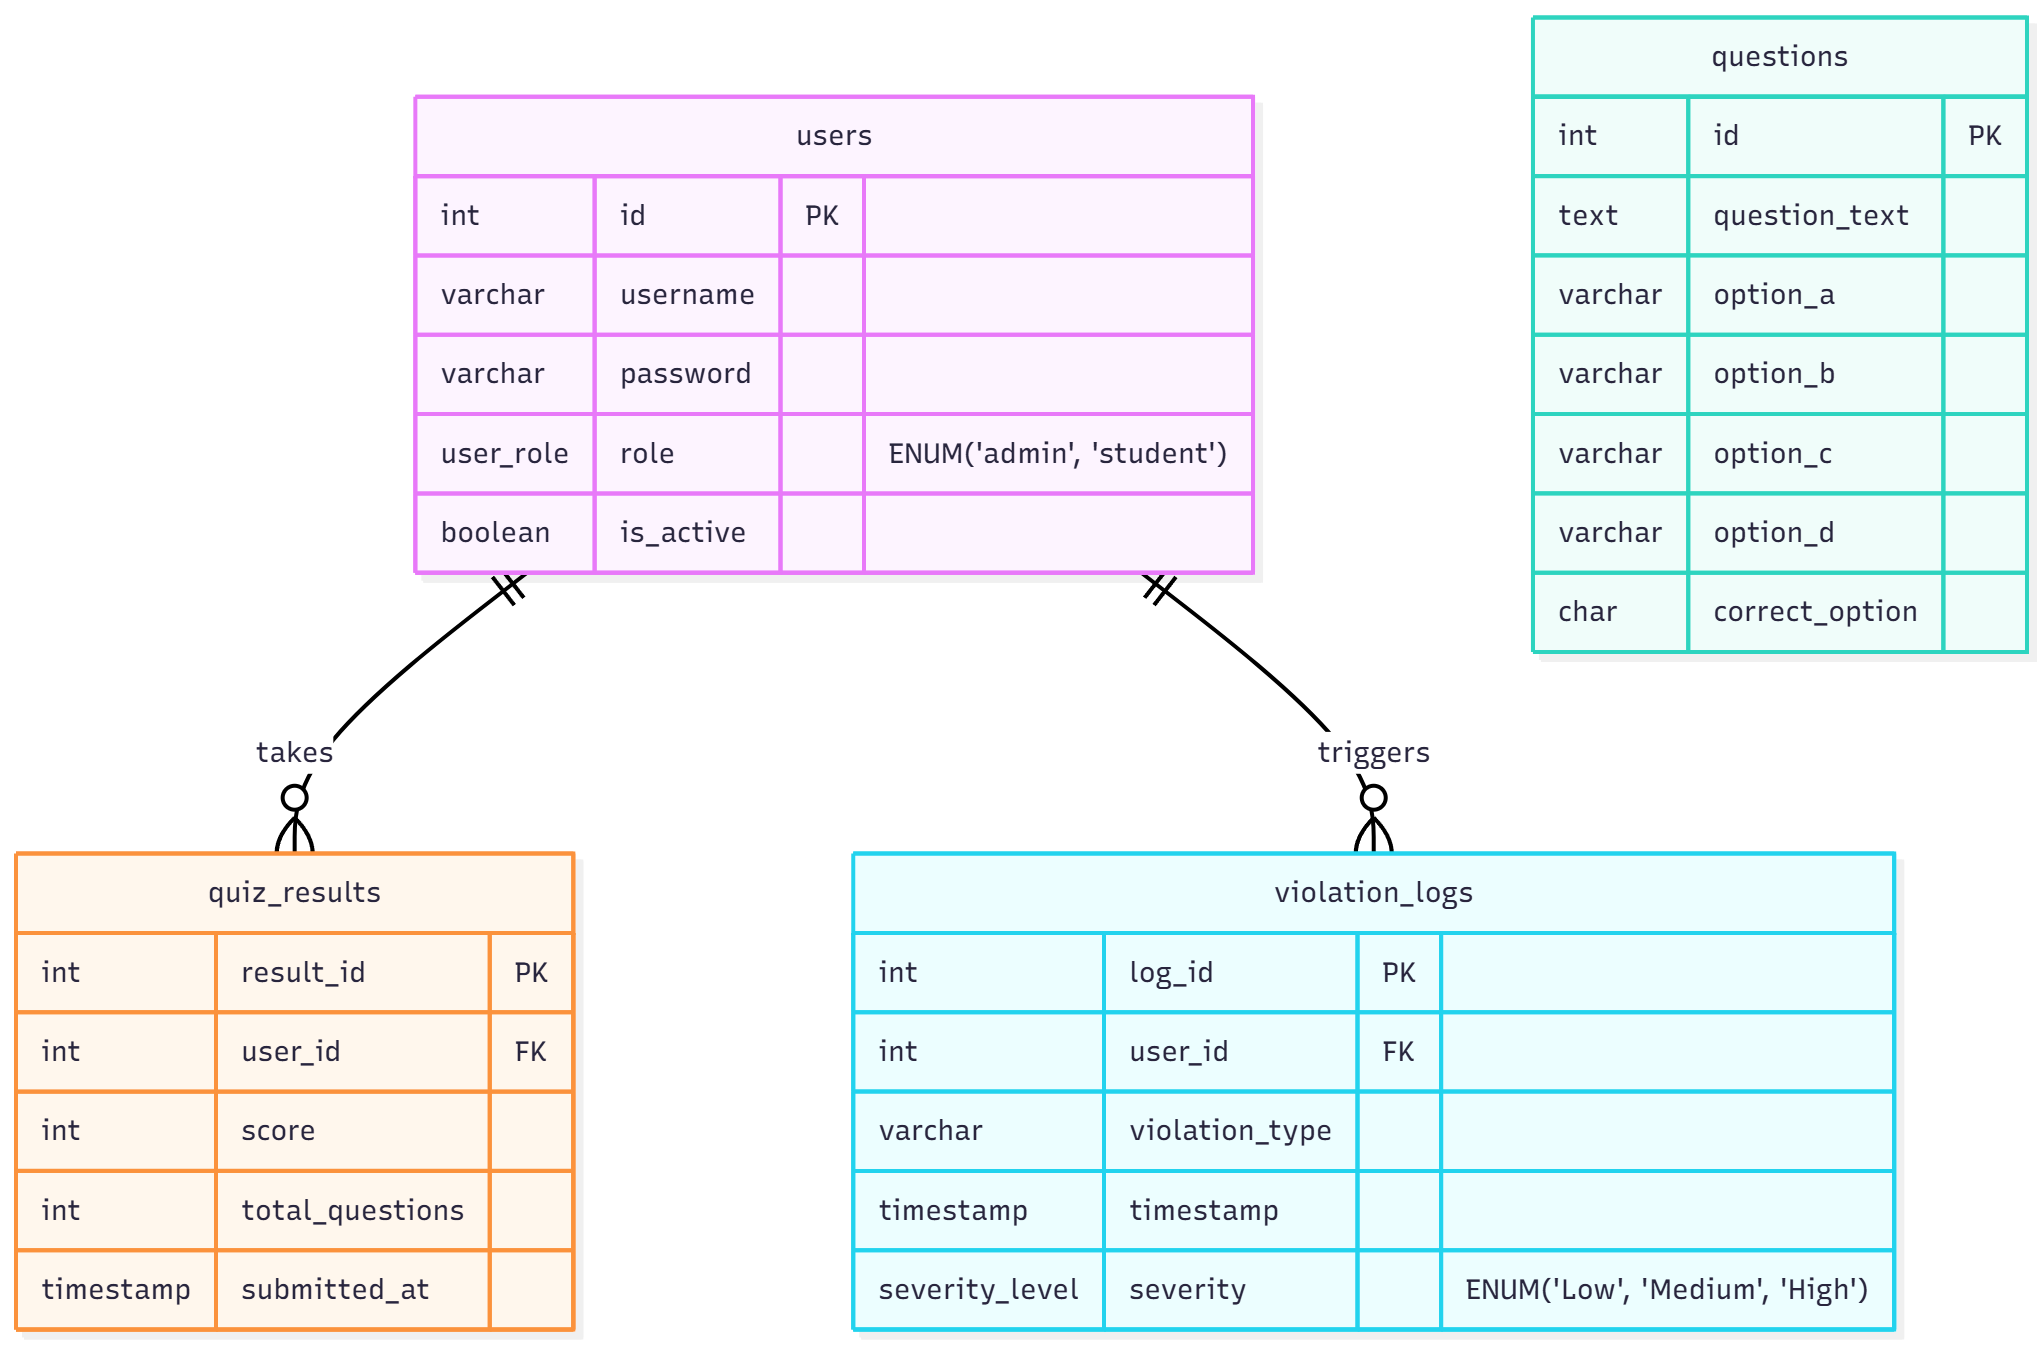 users
int id PK
varchar username
varchar password
user_role role ENUM('admin', 'student')
boolean is_active
questions
int id PK
text question_text
varchar option_a
varchar option_b
varchar option_c
varchar option_d
char correct_option
takes
triggers
quiz_results
int result_id PK
int user_id FK
int score
int total_questions
timestamp submitted_at
violation_logs
int log_id PK
int user_id FK
varchar violation_type
timestamp timestamp
severity_level severity ENUM('Low', 'Medium', 'High')